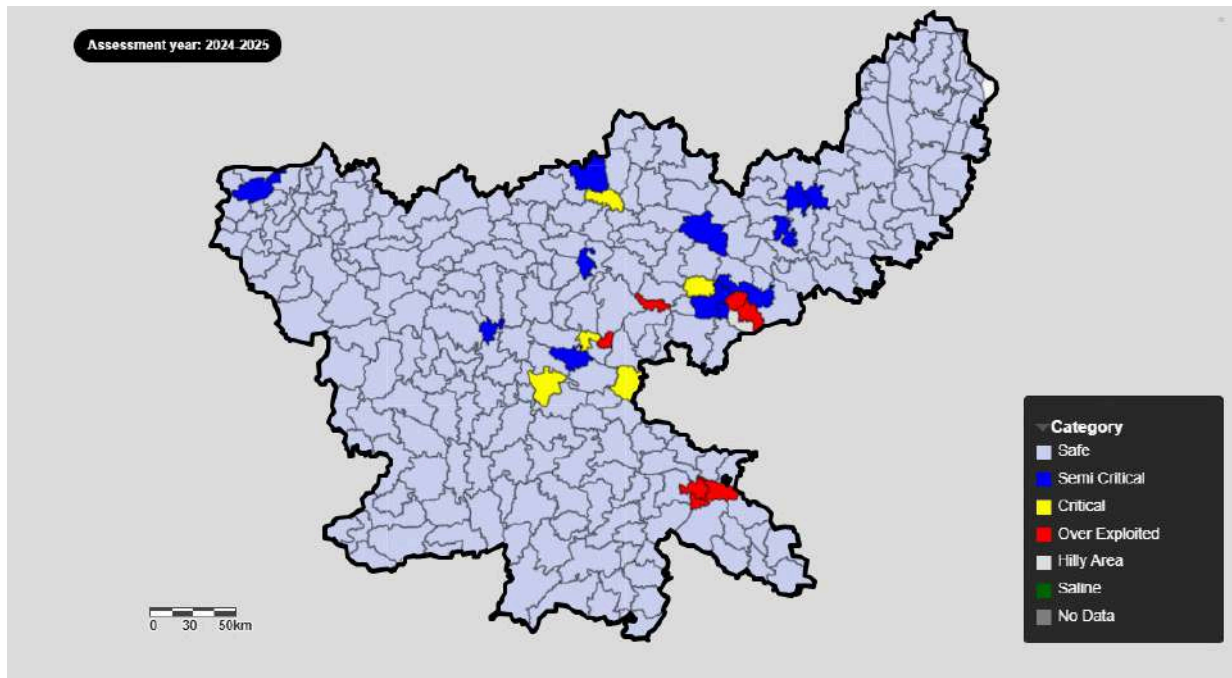 Assessment year: 2024-2025
Category
Safe
Semi Critical
Critical
Over Exploited
Hilly Area
Saline
No Data
0 30 50km